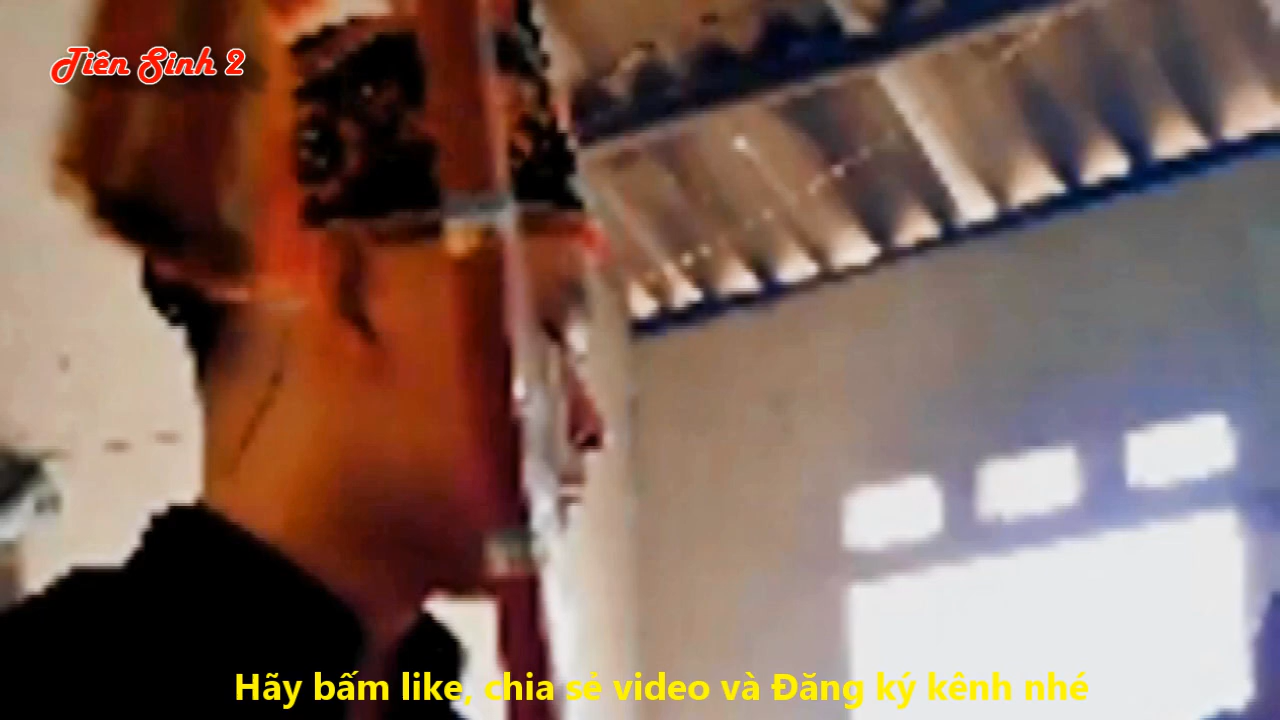 Tiên Sinh 2
Hãy bấm like, chia sẻ video và Đăng ký kênh nhé